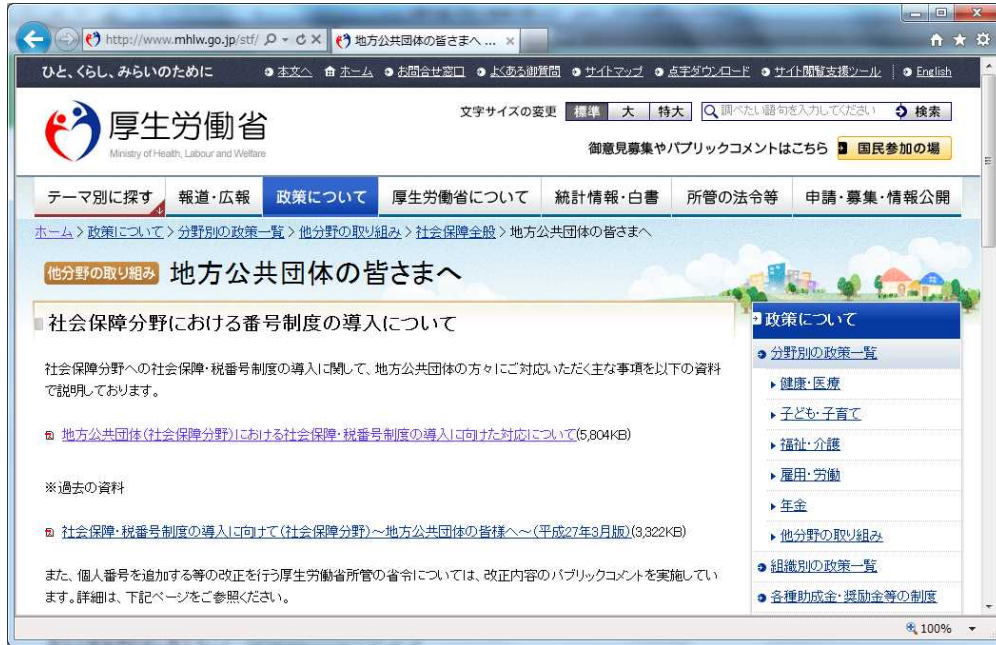 http://www.mhlw.go.jp/stf/
地方公共団体の皆さまへ ...
ひと、くらし、みらいのために
本文へ ホーム お問合せ窓口 よくある御質問 サイトマップ 点字ダウンロード サイト閲覧支援ツール English
厚生労働省
Ministry of Health, Labour and Welfare
文字サイズの変更 標準 大 特大 調べたい語句を入力してください 検索
御意見募集やパブリックコメントはこちら 国民参加の場
テーマ別に探す 報道・広報 政策について 厚生労働省について 統計情報・白書 所管の法令等 申請・募集・情報公開
ホーム > 政策について > 分野別の政策一覧 > 他分野の取り組み > 社会保障全般 > 地方公共団体の皆さまへ
他分野の取り組み 地方公共団体の皆さまへ
社会保障分野における番号制度の導入について
社会保障分野への社会保障・税番号制度の導入に関して、地方公共団体の方々にご対応いただく主な事項を以下の資料
で説明しております。
地方公共団体(社会保障分野)における社会保障・税番号制度の導入に向けた対応について(5,804KB)
※過去の資料
社会保障・税番号制度の導入に向けて(社会保障分野)～地方公共団体の皆様へ～(平成27年3月版)(3,322KB)
また、個人番号を追加する等の改正を行う厚生労働省所管の省令については、改正内容のパブリックコメントを実施してい
ます。詳細は、下記ページをご参照ください。
政策について
分野別の政策一覧
健康・医療
子ども・子育て
福祉・介護
雇用・労働
年金
他分野の取り組み
組織別の政策一覧
各種助成金・奨励金等の制度
100%